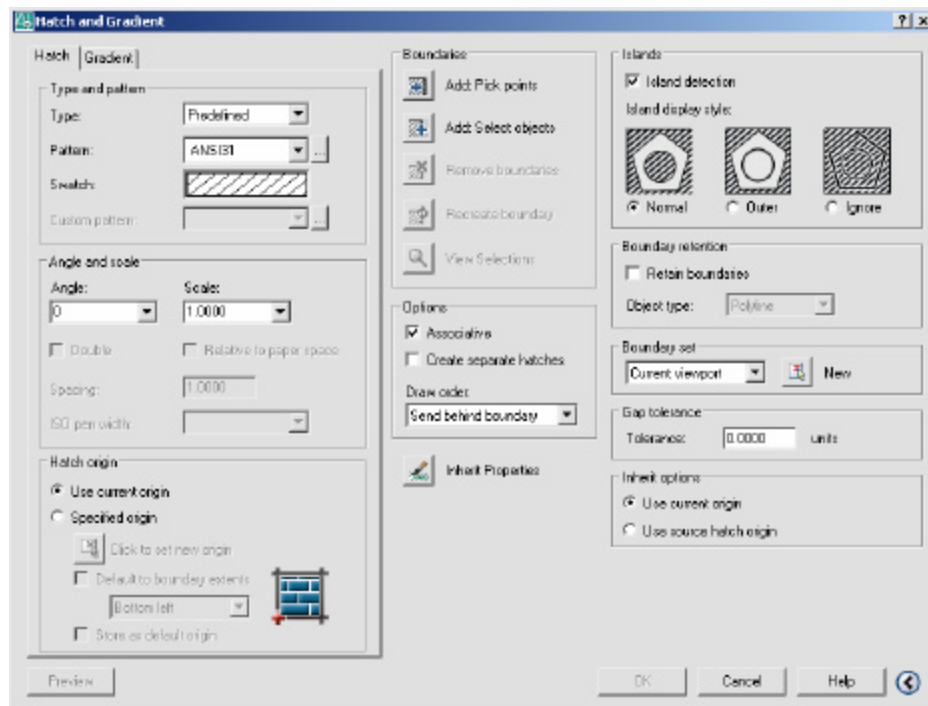 Hatch and Gradient
Hatch
Gradient
Type and pattern
Type:
Predefined
Pattern:
ANSI31
...
Swatch:
Custom pattern:
...
Angle and scale
Angle:
Scale:
0
1.0000
Double
Relative to paper space
Spacing:
1.0000
ISO pen width:
Hatch origin
Use current origin
Specified origin
Click to set new origin
Default to boundary extents
Bottom left
Store as default origin
Preview
Boundaries
Add: Pick points
Add: Select objects
Remove boundaries
Recreate boundary
View Selections
Options
Associative
Create separate hatches
Draw order:
Send behind boundary
Inherit Properties
Islands
Island detection
Island display style:
Normal
Outer
Ignore
Boundary retention
Retain boundaries
Object type:
Polyline
Boundary set
Current viewport
New
Gap tolerance
Tolerance:
0.0000
units
Inherit options
Use current origin
Use source hatch origin
OK
Cancel
Help